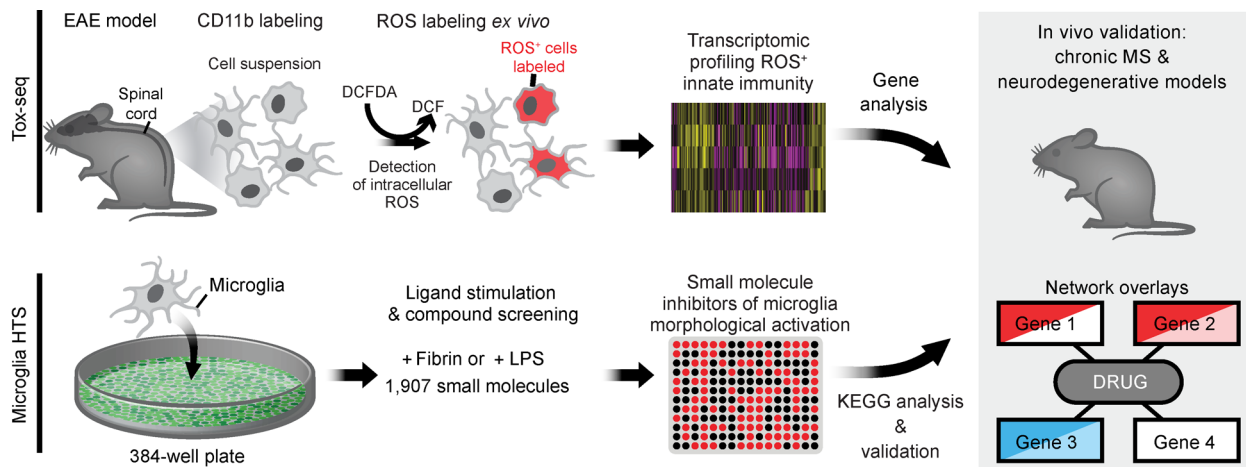 Tox-seq
EAE model
CD11b labeling
ROS labeling ex vivo
Spinal
cord
Cell suspension
DCFDA
DCF
Detection
of intracellular
ROS
ROS⁺ cells
labeled
Transcriptomic
profiling ROS⁺
innate immunity
Gene
analysis
In vivo validation:
chronic MS &
neurodegenerative models
Microglia HTS
Microglia
384-well plate
Ligand stimulation
& compound screening
+ Fibrin or + LPS
1,907 small molecules
Small molecule
inhibitors of microglia
morphological activation
KEGG analysis
&
validation
Network overlays
Gene 1
Gene 2
DRUG
Gene 3
Gene 4